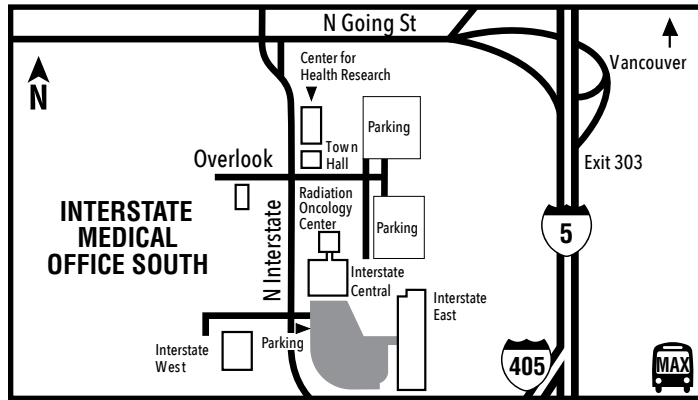 N Going St
Center for
Health Research
Vancouver
N
Parking
Town
Hall
Overlook
Exit 303
Radiation
Oncology
Center
INTERSTATE
MEDICAL
OFFICE SOUTH
N Interstate
Parking
5
Interstate
Central
Interstate
East
Parking
Interstate
West
405
MAX